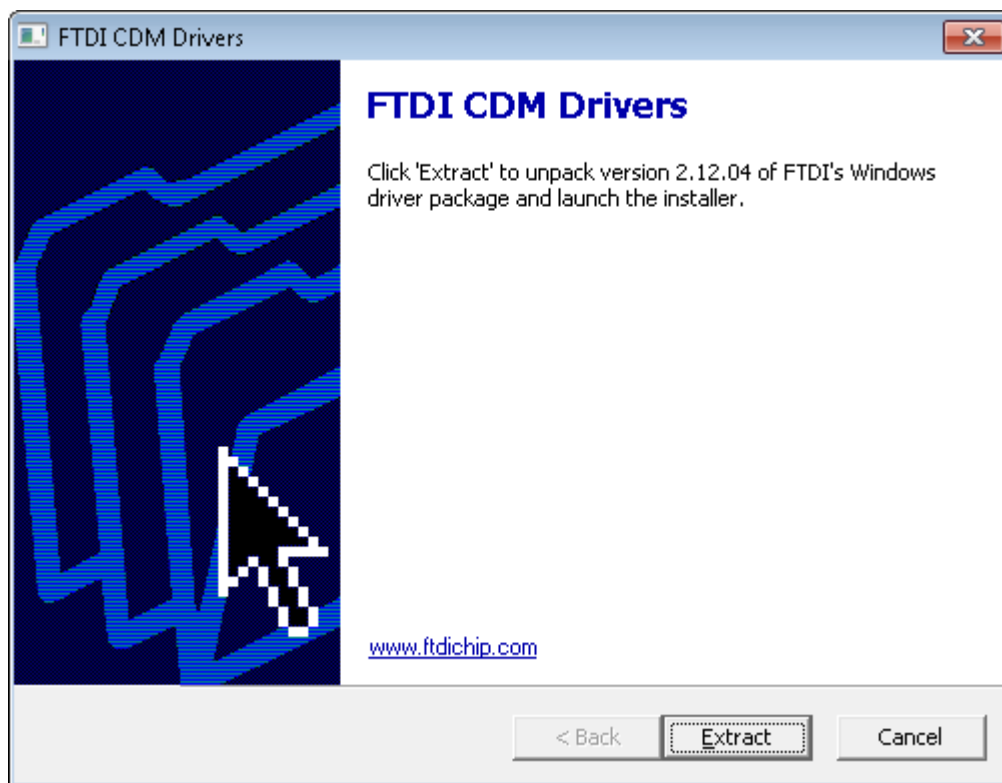 FTDI CDM Drivers
FTDI CDM Drivers
Click 'Extract' to unpack version 2.12.04 of FTDI's Windows
driver package and launch the installer.
www.ftdichip.com
< Back
Extract
Cancel